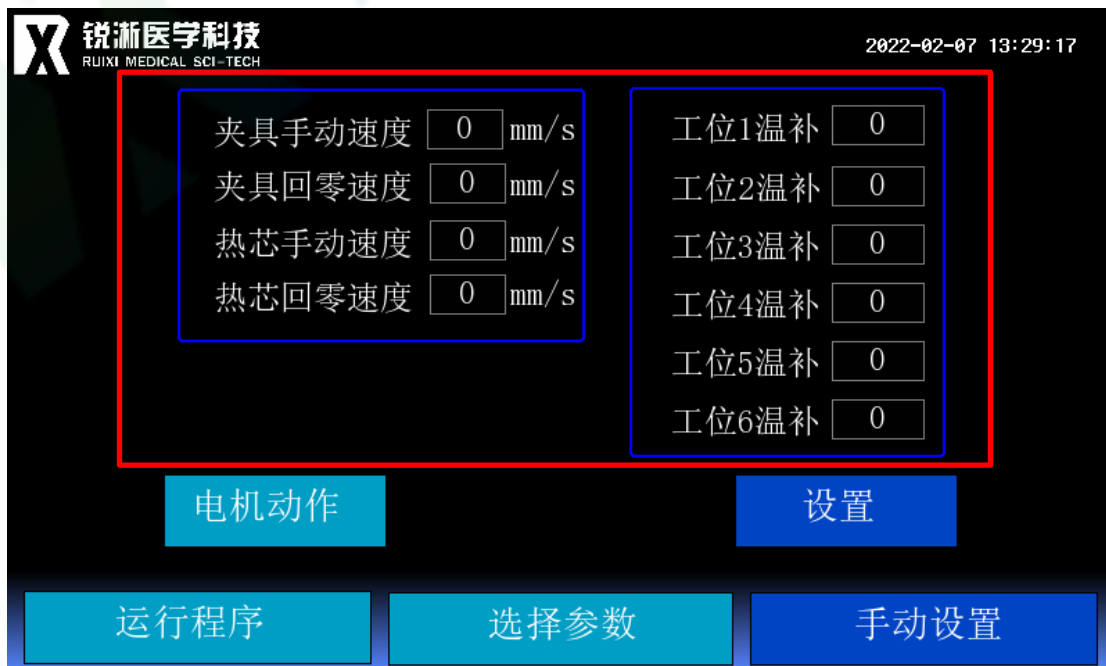 锐浙医学科技
RUIXI MEDICAL SCI-TECH
2022-02-07 13:29:17
夹具手动速度 0 mm/s
夹具回零速度 0 mm/s
热芯手动速度 0 mm/s
热芯回零速度 0 mm/s
工位1温补 0
工位2温补 0
工位3温补 0
工位4温补 0
工位5温补 0
工位6温补 0
电机动作
设置
运行程序
选择参数
手动设置